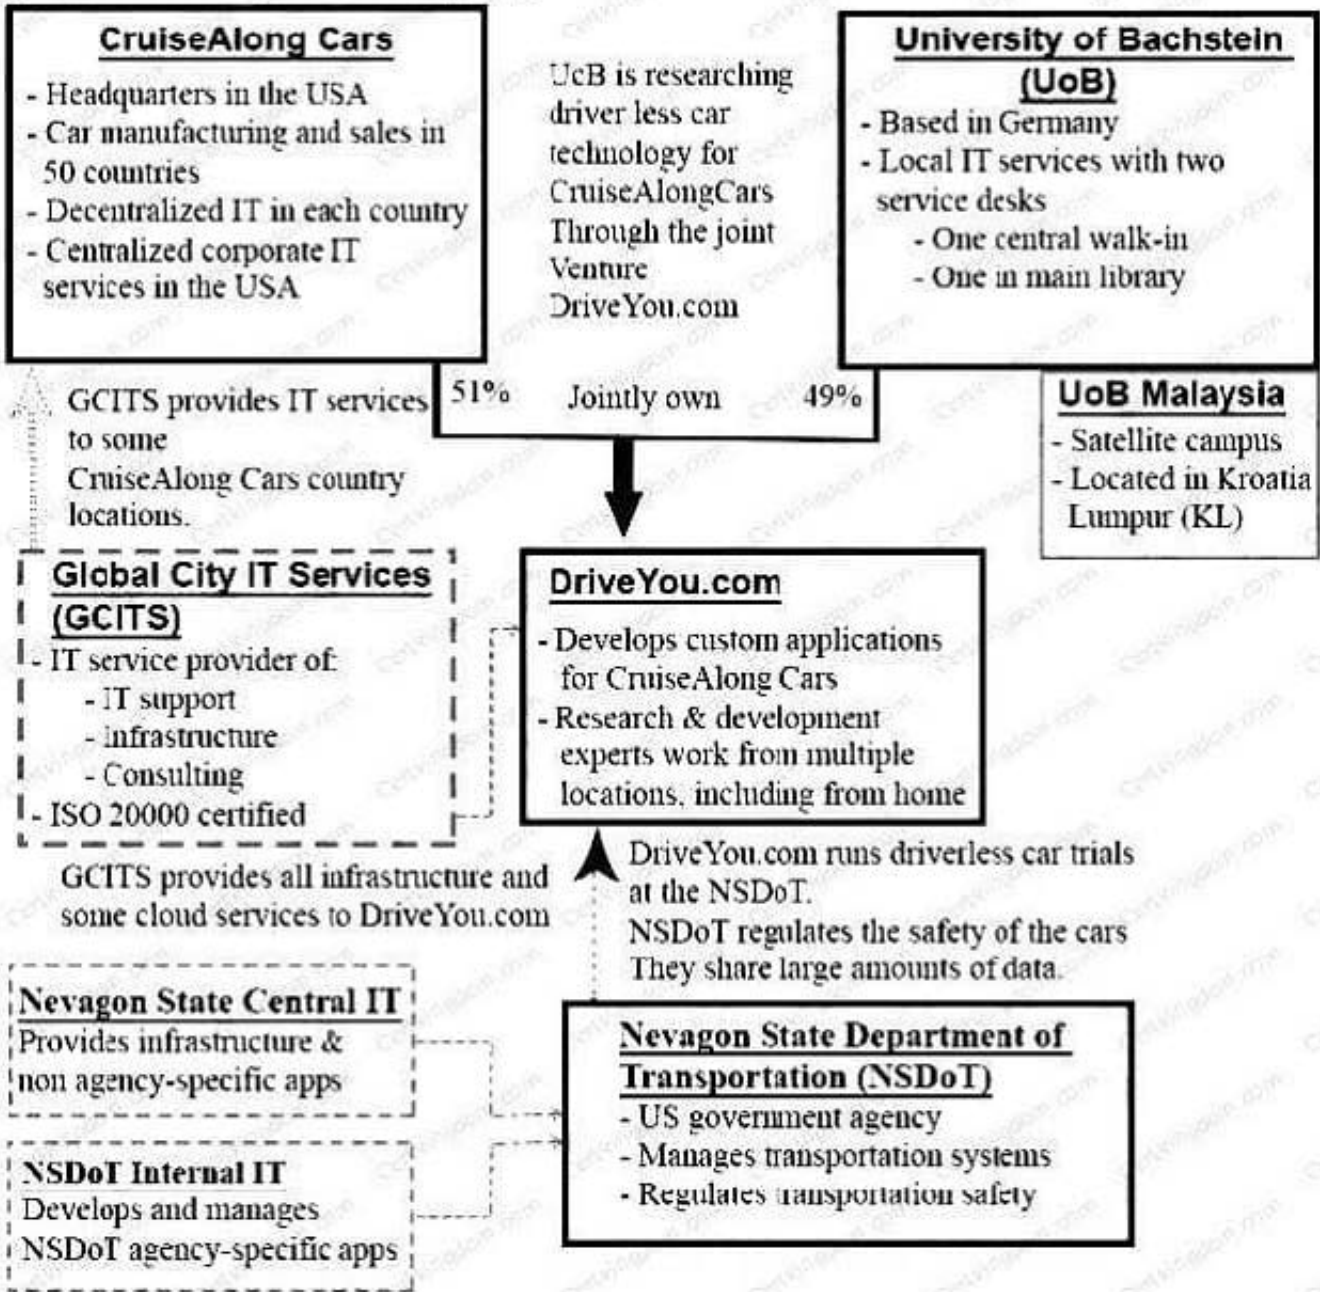 CruiseAlong Cars
- Headquarters in the USA
- Car manufacturing and sales in
50 countries
- Decentralized IT in each country
- Centralized corporate IT
services in the USA
UcB is researching
driver less car
technology for
CruiseAlongCars
Through the joint
Venture
DriveYou.com
University of Bachstein
(UoB)
- Based in Germany
- Local IT services with two
service desks
- One central walk-in
- One in main library
51% Jointly own 49%
UoB Malaysia
- Satellite campus
- Located in Kroatia
Lumpur (KL)
GCITS provides IT services
to some
CruiseAlong Cars country
locations.
Global City IT Services
(GCITS)
- IT service provider of:
- IT support
- Infrastructure
- Consulting
- ISO 20000 certified
DriveYou.com
- Develops custom applications
for CruiseAlong Cars
- Research & development
experts work from multiple
locations, including from home
GCITS provides all infrastructure and
some cloud services to DriveYou.com
DriveYou.com runs driverless car trials
at the NSDoT.
NSDoT regulates the safety of the cars
They share large amounts of data.
Nevagon State Central IT
Provides infrastructure &
non agency-specific apps
NSDoT Internal IT
Develops and manages
NSDoT agency-specific apps
Nevagon State Department of
Transportation (NSDoT)
- US government agency
- Manages transportation systems
- Regulates transportation safety